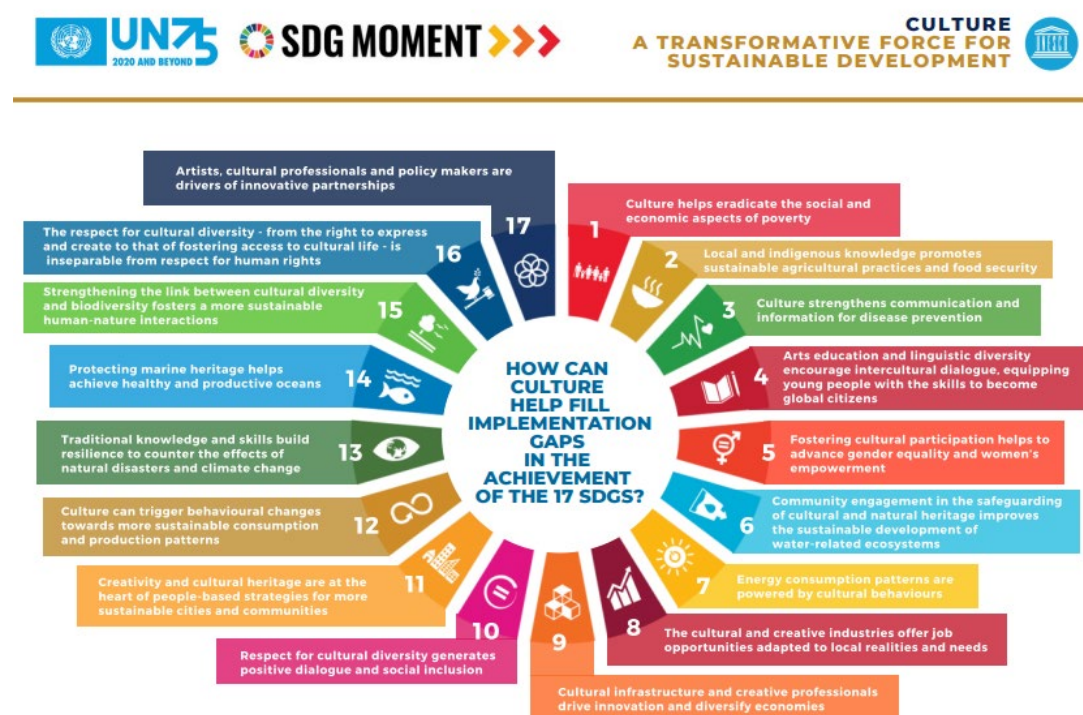 UN75
2020 AND BEYOND
SDG MOMENT
CULTURE
A TRANSFORMATIVE FORCE FOR
SUSTAINABLE DEVELOPMENT
HOW CAN
CULTURE
HELP FILL
IMPLEMENTATION
GAPS
IN THE
ACHIEVEMENT
OF THE 17 SDGS?
1
Culture helps eradicate the social and
economic aspects of poverty
2
Local and indigenous knowledge promotes
sustainable agricultural practices and food security
3
Culture strengthens communication and
information for disease prevention
4
Arts education and linguistic diversity
encourage intercultural dialogue, equipping
young people with the skills to become
global citizens
5
Fostering cultural participation helps to
advance gender equality and women's
empowerment
6
Community engagement in the safeguarding
of cultural and natural heritage improves
the sustainable development of
water-related ecosystems
7
Energy consumption patterns are
powered by cultural behaviours
8
The cultural and creative industries offer job
opportunities adapted to local realities and needs
9
Cultural infrastructure and creative professionals
drive innovation and diversify economies
10
Respect for cultural diversity generates
positive dialogue and social inclusion
11
Creativity and cultural heritage are at the
heart of people-based strategies for more
sustainable cities and communities
12
Culture can trigger behavioural changes
towards more sustainable consumption
and production patterns
13
Traditional knowledge and skills build
resilience to counter the effects of
natural disasters and climate change
14
Protecting marine heritage helps
achieve healthy and productive oceans
15
Strengthening the link between cultural diversity
and biodiversity fosters a more sustainable
human-nature interactions
16
The respect for cultural diversity - from the right to express
and create to that of fostering access to cultural life - is
inseparable from respect for human rights
17
Artists, cultural professionals and policy makers are
drivers of innovative partnerships